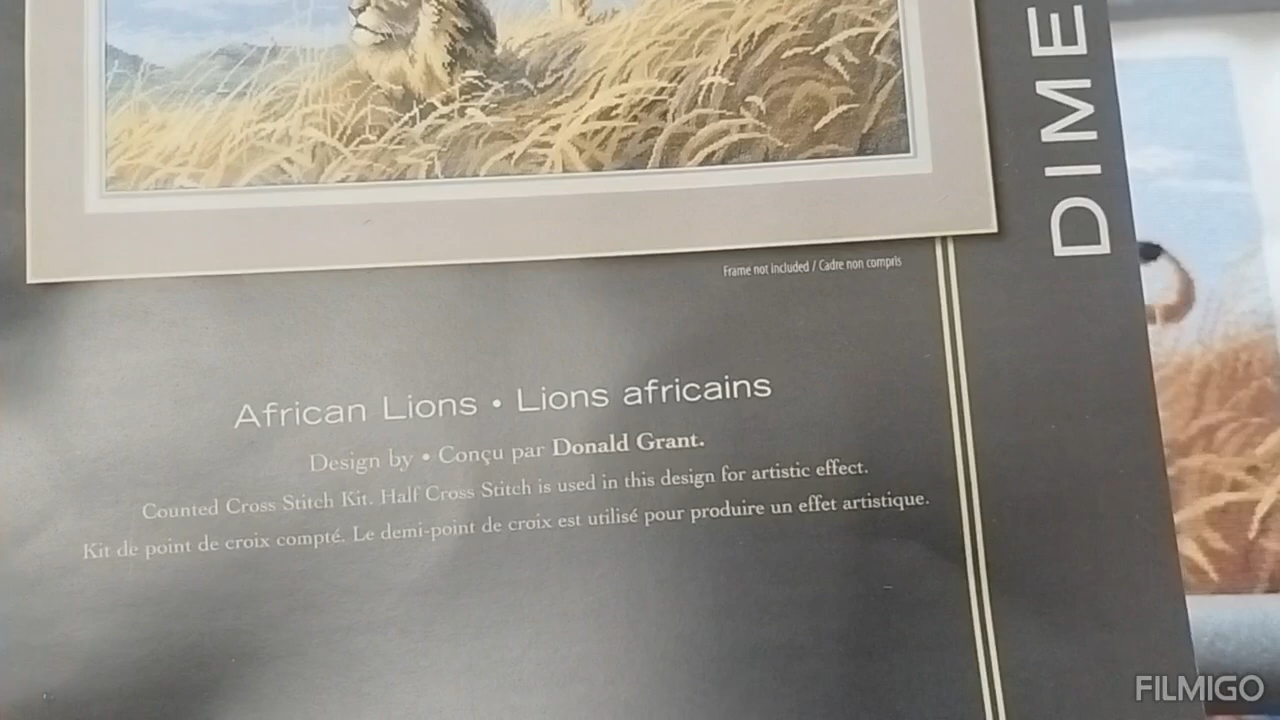 DIME
Frame not included / Cadre non compris
African Lions • Lions africains
Design by • Conçu par Donald Grant.
Counted Cross Stitch Kit. Half Cross Stitch is used in this design for artistic effect.
Kit de point de croix compté. Le demi-point de croix est utilisé pour produire un effet artistique.
FILMIGO